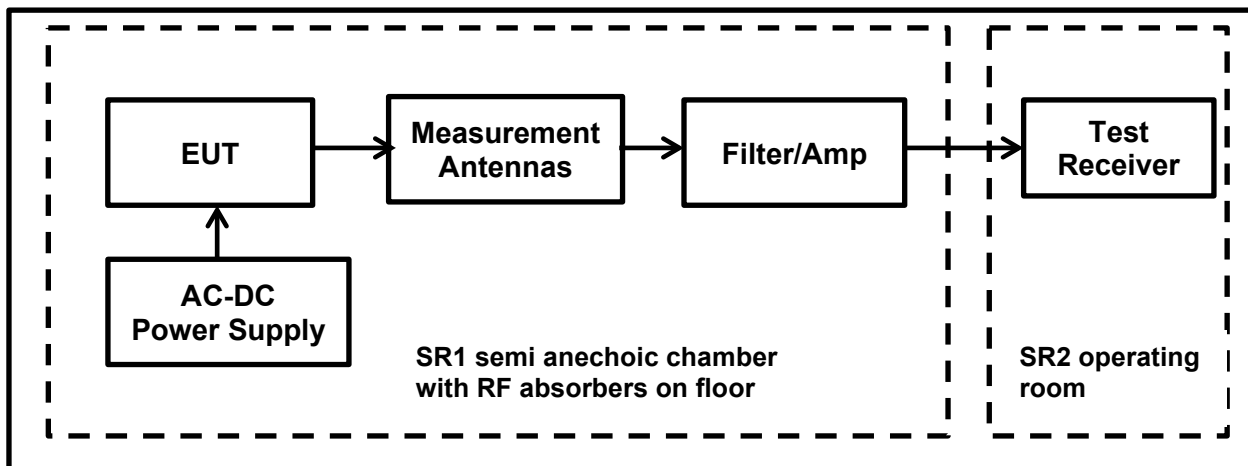 EUT
Measurement
Antennas
Filter/Amp
Test
Receiver
AC-DC
Power Supply
SR1 semi anechoic chamber
with RF absorbers on floor
SR2 operating
room